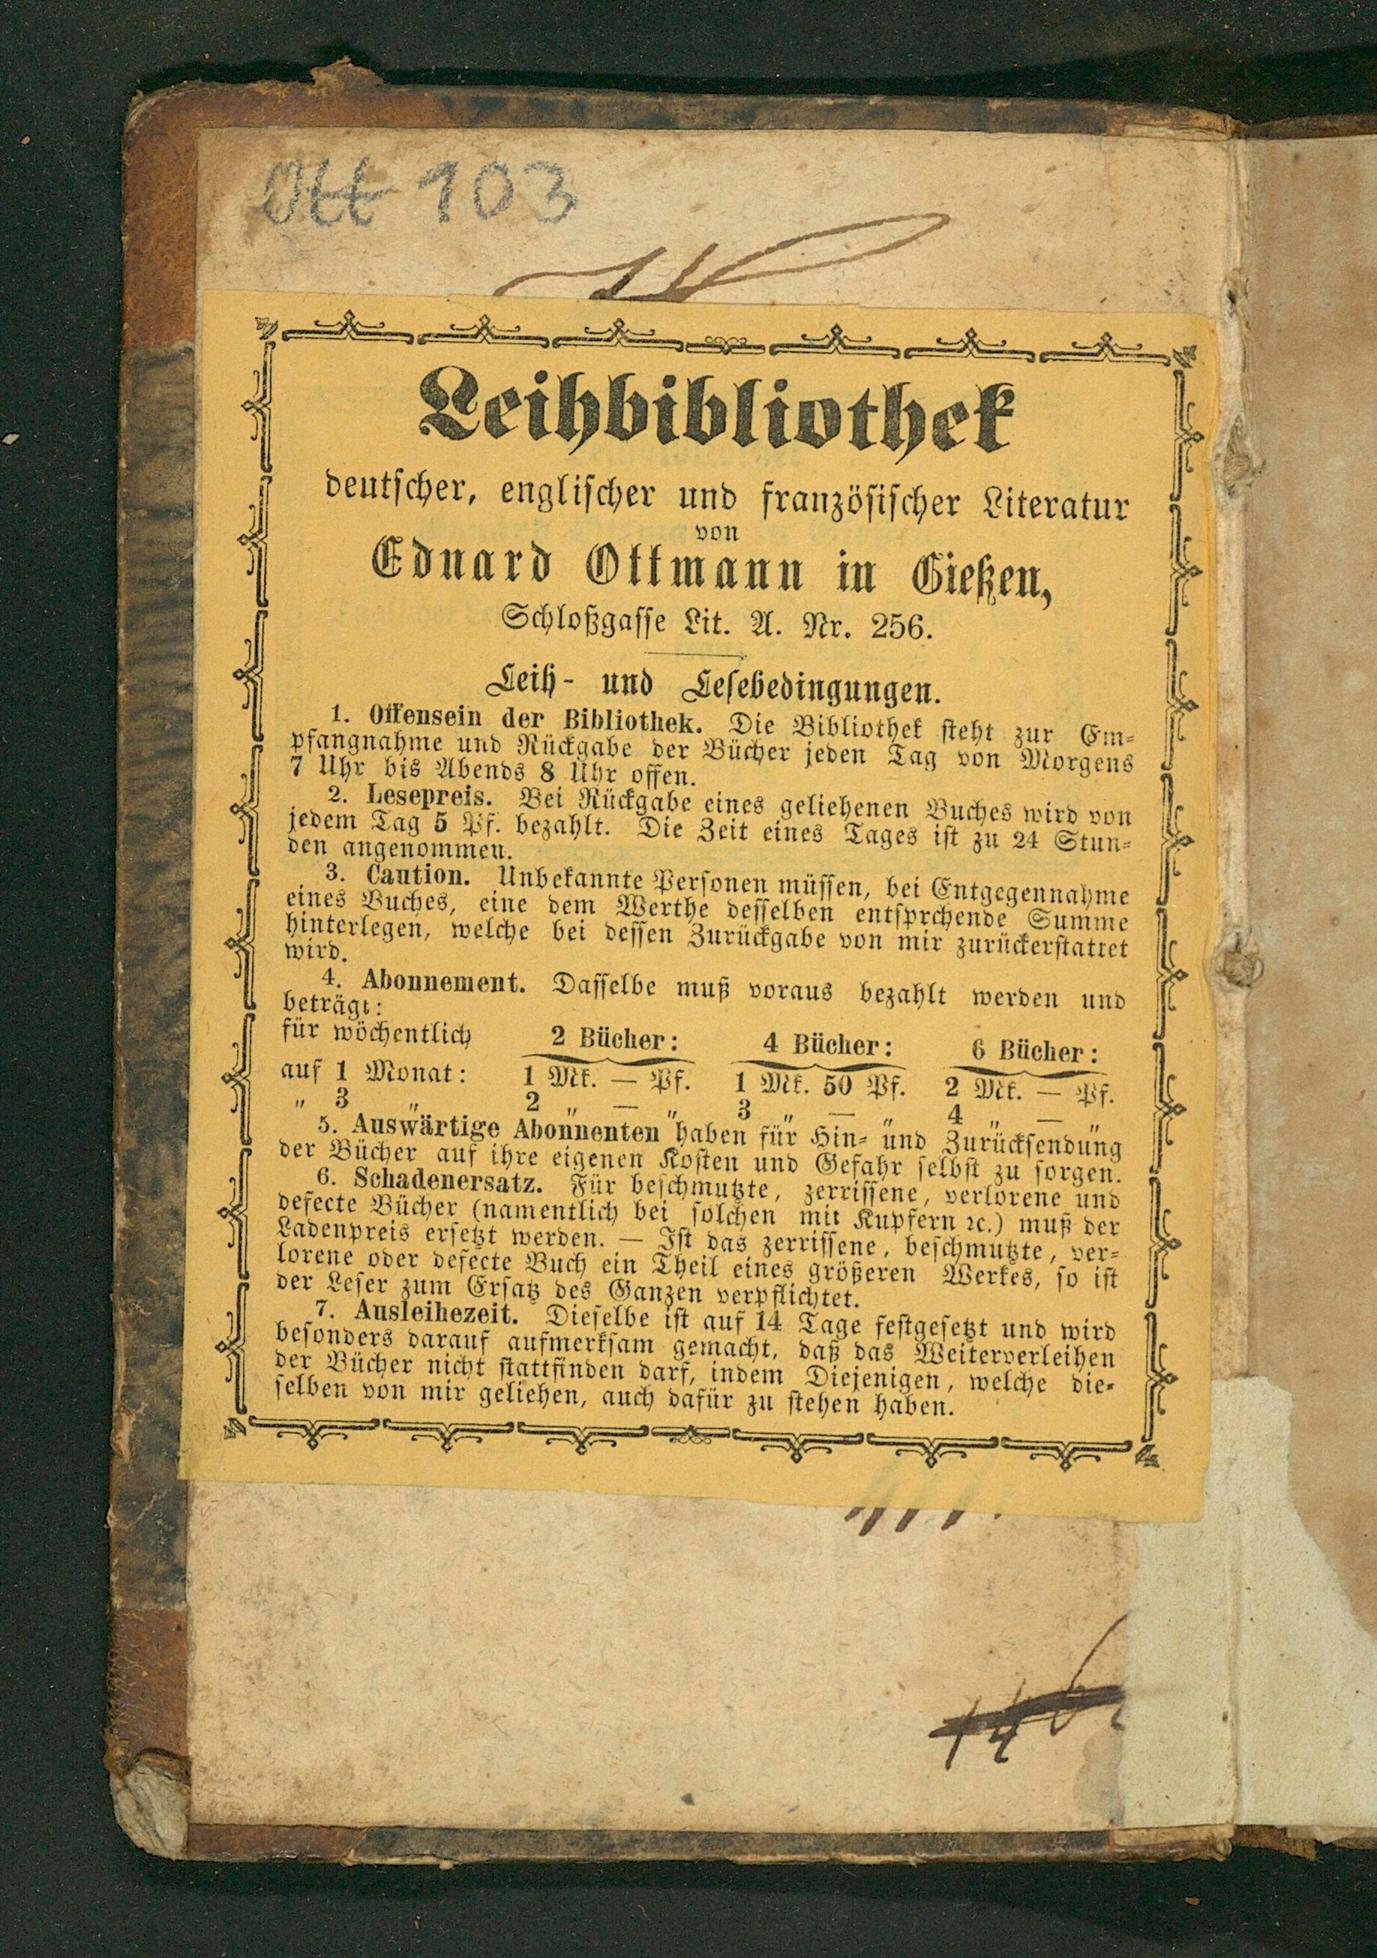 Ott 103
Leihbibliothek
deutscher, englischer und französischer Literatur
von
Eduard Ottmann in Gießen,
Schloßgasse Lit. A. Nr. 256.
Leih- und Lesebedingungen.
1. Offensein der Bibliothek. Die Bibliothek steht zur Em-
pfangnahme und Rückgabe der Bücher jeden Tag von Morgens
7 Uhr bis Abends 8 Uhr offen.
2. Lesepreis. Bei Rückgabe eines geliehenen Buches wird von
jedem Tag 5 Pf. bezahlt. Die Zeit eines Tages ist zu 24 Stun-
den angenommen.
3. Caution. Unbekannte Personen müssen, bei Entgegennahme
eines Buches, eine dem Werthe desselben entsprchende Summe
hinterlegen, welche bei dessen Zurückgabe von mir zurückerstattet
wird.
4. Abonnement. Dasselbe muß voraus bezahlt werden und
beträgt:
für wöchentlich 2 Bücher: 4 Bücher: 6 Bücher:
auf 1 Monat: 1 Mk. — Pf. 1 Mk. 50 Pf. 2 Mk. — Pf.
„ 3 „ 2 „ — „ 3 „ — „ 4 „ — „
5. Auswärtige Abonnenten haben für Hin- und Zurücksendung
der Bücher auf ihre eigenen Kosten und Gefahr selbst zu sorgen.
6. Schadenersatz. Für beschmutzte, zerrissene, verlorene und
defecte Bücher (namentlich bei solchen mit Kupfern ꝛc.) muß der
Ladenpreis ersetzt werden. — Ist das zerrissene, beschmutzte, ver-
lorene oder defecte Buch ein Theil eines größeren Werkes, so ist
der Leser zum Ersatz des Ganzen verpflichtet.
7. Ausleihezeit. Dieselbe ist auf 14 Tage festgesetzt und wird
besonders darauf aufmerksam gemacht, daß das Weiterverleihen
der Bücher nicht stattfinden darf, indem Diejenigen, welche die-
selben von mir geliehen, auch dafür zu stehen haben.